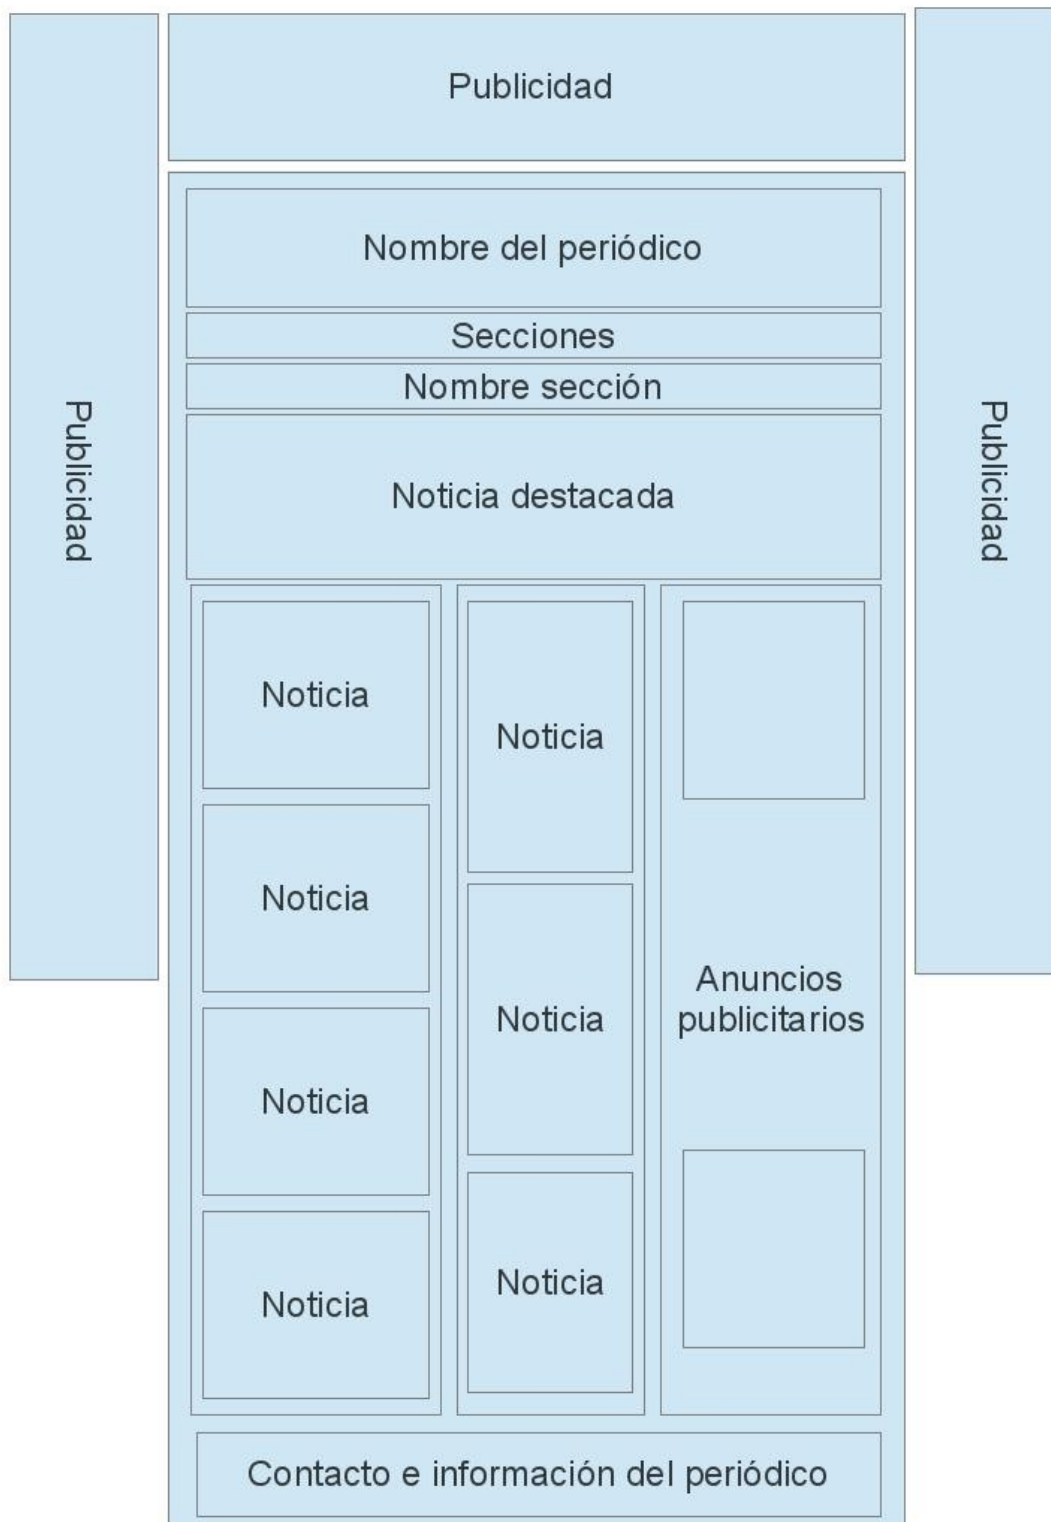 Publicidad
Publicidad
Publicidad
Nombre del periódico
Secciones
Nombre sección
Noticia destacada
Noticia
Noticia
Noticia
Noticia
Noticia
Noticia
Noticia
Anuncios
publicitarios
Contacto e información del periódico